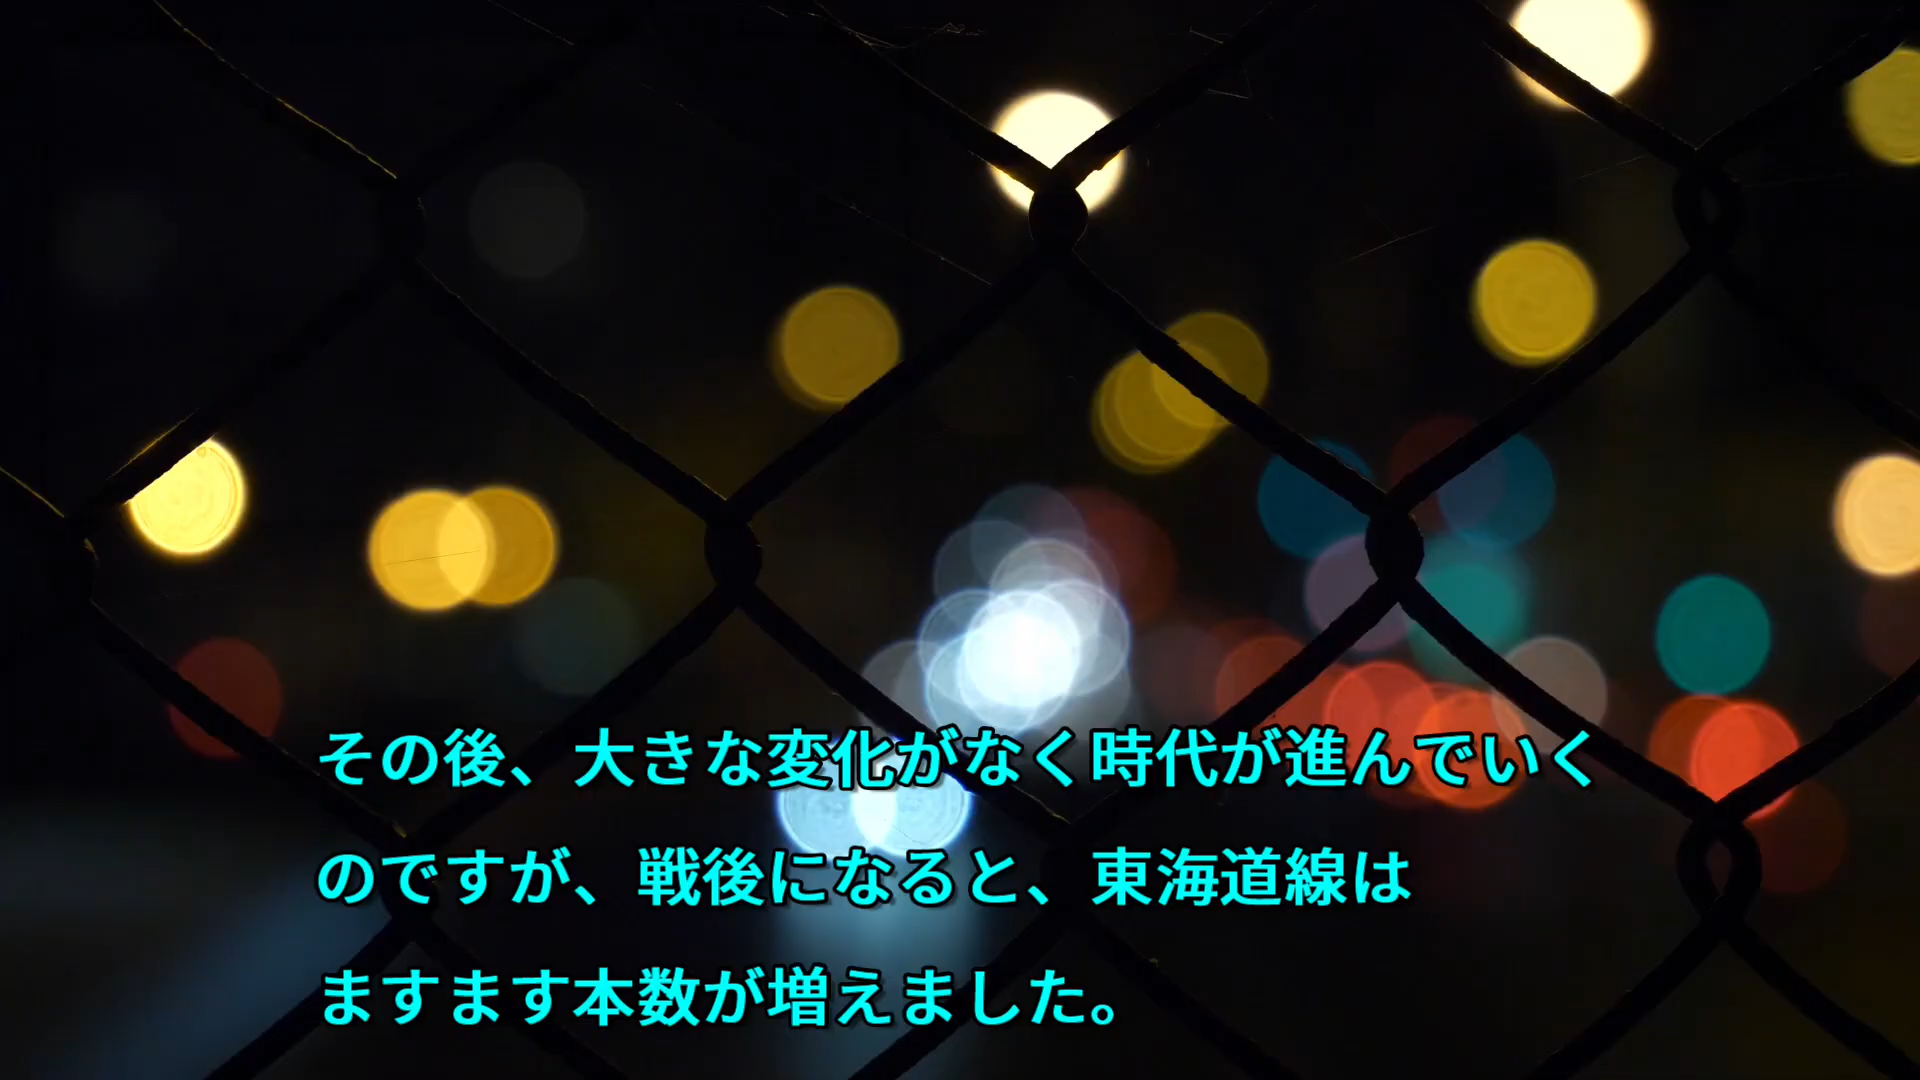 その後、大きな変化がなく時代が進んでいく
のですが、戦後になると、東海道線は
ますます本数が増えました。